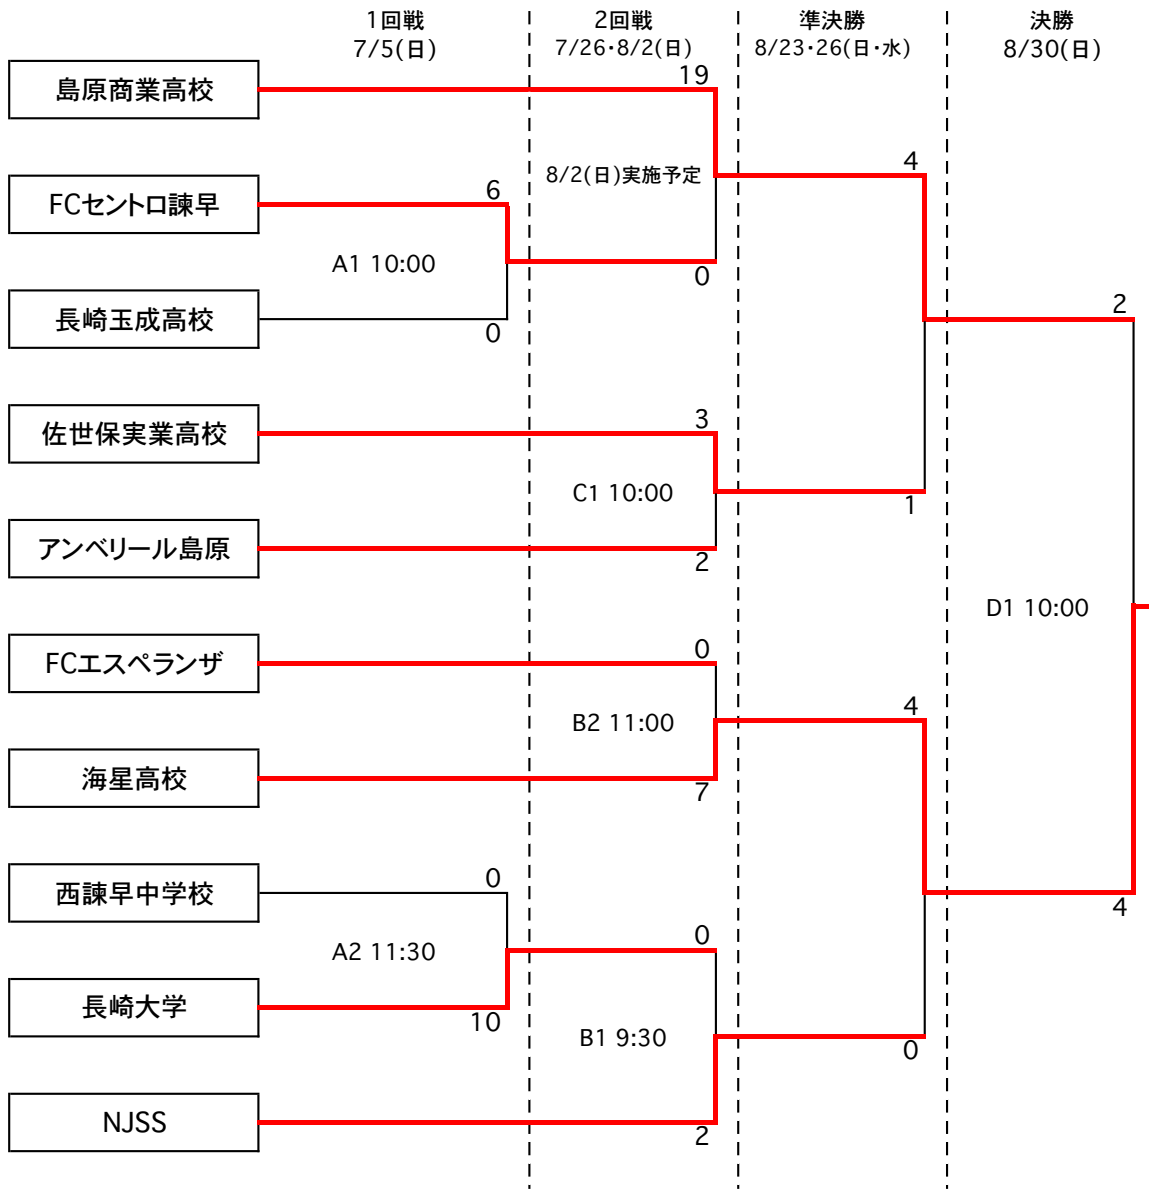 1回戦
7/5(日)
2回戦
7/26・8/2(日)
準決勝
8/23・26(日・水)
決勝
8/30(日)
島原商業高校
19
8/2(日)実施予定
4
FCセントロ諫早
6
A1 10:00
0
長崎玉成高校
0
2
佐世保実業高校
3
C1 10:00
1
アンベリール島原
2
D1 10:00
FCエスペランザ
0
B2 11:00
4
海星高校
7
西諫早中学校
0
4
A2 11:30
0
長崎大学
10
B1 9:30
0
NJSS
2